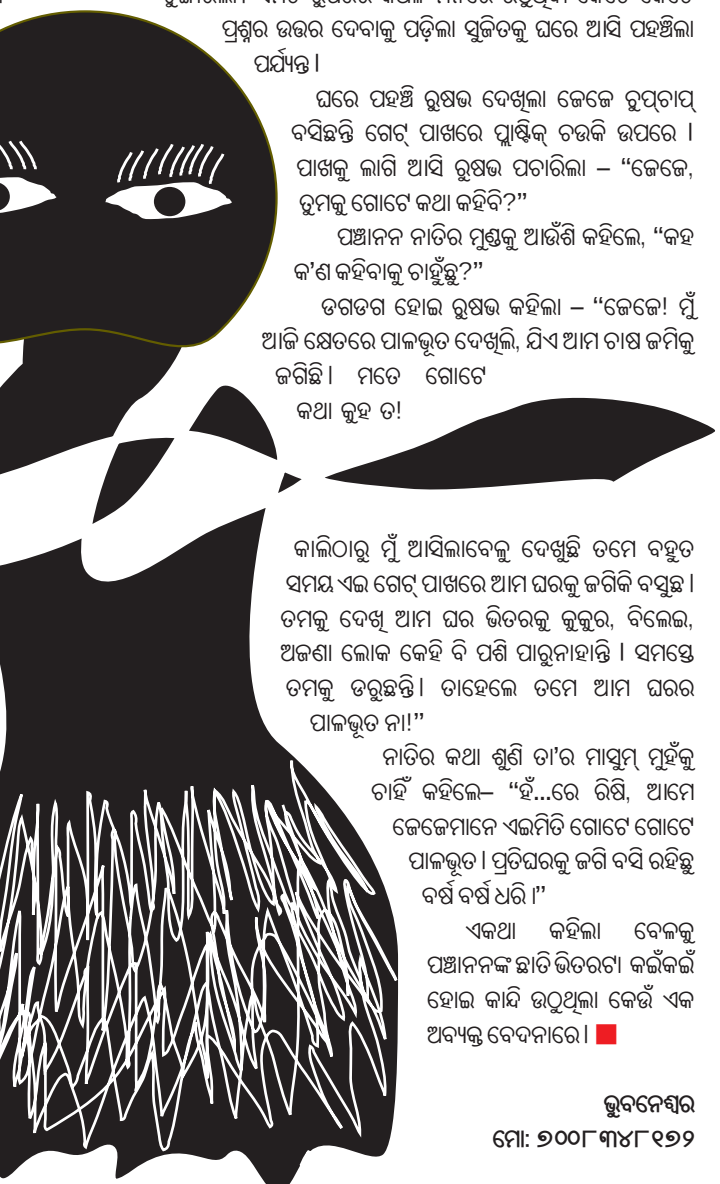 ପ୍ରଶ୍ନର ଉତ୍ତର ଦେବାକୁ ପଡ଼ିଲା ସୁଜିତକୁ ଘରେ ଆସି ପହଞ୍ଚିଲା
ପର୍ଯ୍ୟନ୍ତ ।
ଘରେ ପହଞ୍ଚି ରୁଷଭ ଦେଖିଲା ଜେଜେ ଚୁପ୍‌ଚାପ୍
ବସିଛନ୍ତି ଗେଟ୍ ପାଖରେ ପ୍ଲାଷ୍ଟିକ୍ ଚଉକି ଉପରେ ।
ପାଖକୁ ଲାଗି ଆସି ରୁଷଭ ପଚାରିଲା – “ଜେଜେ,
ତୁମକୁ ଗୋଟେ କଥା କହିବି?”
ପଞ୍ଚାନନ ନାତିର ମୁଣ୍ଡକୁ ଆଉଁଶି କହିଲେ, “କହ
କ’ଣ କହିବାକୁ ଚାହୁଁଛୁ?”
ଡଗଡଗ ହୋଇ ରୁଷଭ କହିଲା – “ଜେଜେ! ମୁଁ
ଆଜି କ୍ଷେତରେ ପାଳଭୂତ ଦେଖିଲି, ଯିଏ ଆମ ଚାଷ ଜମିକୁ
ଜଗିଛି । ମତେ ଗୋଟେ
କଥା କୁହ ତ!
କାଲିଠାରୁ ମୁଁ ଆସିଲାବେଳୁ ଦେଖୁଛି ତମେ ବହୁତ
ସମୟ ଏଇ ଗେଟ୍ ପାଖରେ ଆମ ଘରକୁ ଜଗିକି ବସୁଛ ।
ତମକୁ ଦେଖି ଆମ ଘର ଭିତରକୁ କୁକୁର, ବିଲେଇ,
ଅଜଣା ଲୋକ କେହି ବି ପଶି ପାରୁନାହାନ୍ତି । ସମସ୍ତେ
ତମକୁ ଡରୁଛନ୍ତି । ତାହେଲେ ତମେ ଆମ ଘରର
ପାଳଭୂତ ନା!”
ନାତିର କଥା ଶୁଣି ତା’ର ମାସୁମ୍ ମୁହଁକୁ
ଚାହିଁ କହିଲେ– “ହଁ...ରେ ରିଷି, ଆମେ
ଜେଜେମାନେ ଏଇମିତି ଗୋଟେ ଗୋଟେ
ପାଳଭୂତ । ପ୍ରତିଘରକୁ ଜଗି ବସି ରହିଛୁ
ବର୍ଷ ବର୍ଷ ଧରି ।”
ଏକଥା କହିଲା ବେଳକୁ
ପଞ୍ଚାନନଙ୍କ ଛାତି ଭିତରଟା କଇଁକଇଁ
ହୋଇ କାନ୍ଦି ଉଠୁଥିଲା କେଉଁ ଏକ
ଅବ୍ୟକ୍ତ ବେଦନାରେ ।
ଭୁବନେଶ୍ୱର
ମୋ: ୭୦୦୮୩୪୮୧୭୨